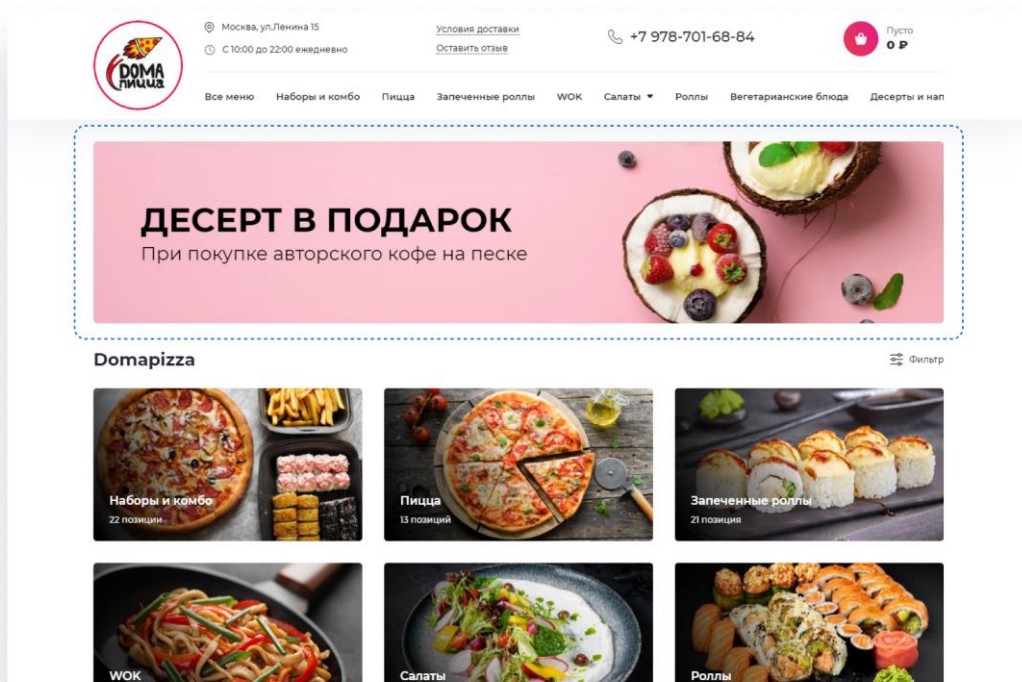 DOMA
ПИЦЦА
Москва, ул.Ленина 15
С 10:00 до 22:00 ежедневно
Условия доставки
Оставить отзыв
+7 978-701-68-84
Пусто
0 ₽
Все меню Наборы и комбо Пицца Запеченные роллы WOK Салаты Роллы Вегетарианские блюда Десерты и нап
ДЕСЕРТ В ПОДАРОК
При покупке авторского кофе на песке
Domapizza
Фильтр
Наборы и комбо
22 позиции
Пицца
13 позиций
Запеченные роллы
21 позиция
WOK
Салаты
Роллы